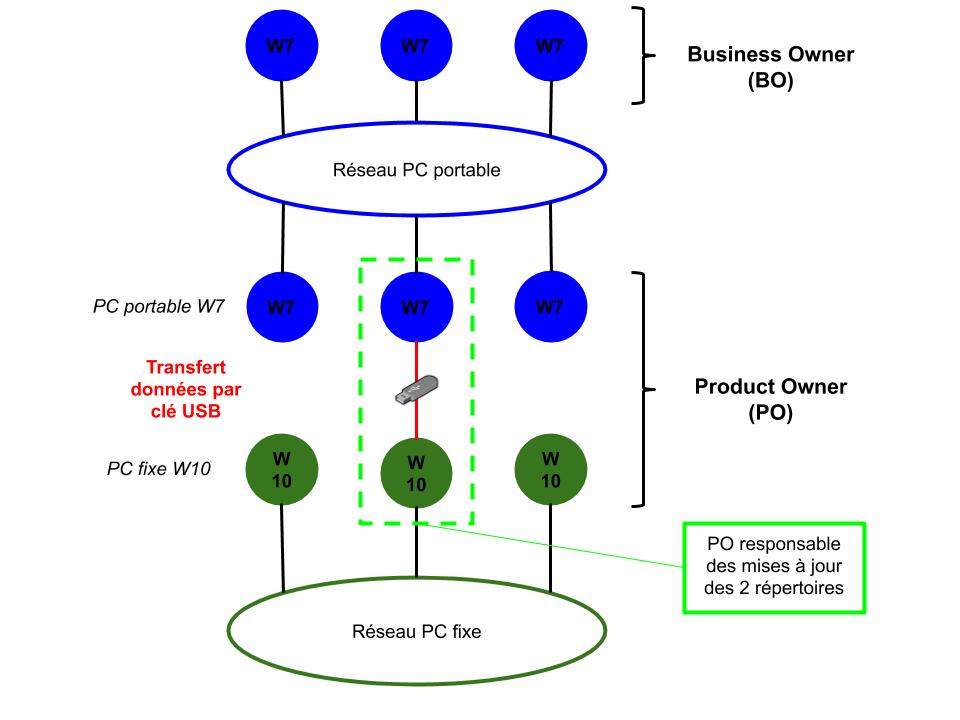 W7
W7
W7
Business Owner
(BO)
Réseau PC portable
PC portable W7
W7
W7
W7
Transfert
données par
clé USB
Product Owner
(PO)
PC fixe W10
W
10
W
10
W
10
PO responsable
des mises à jour
des 2 répertoires
Réseau PC fixe